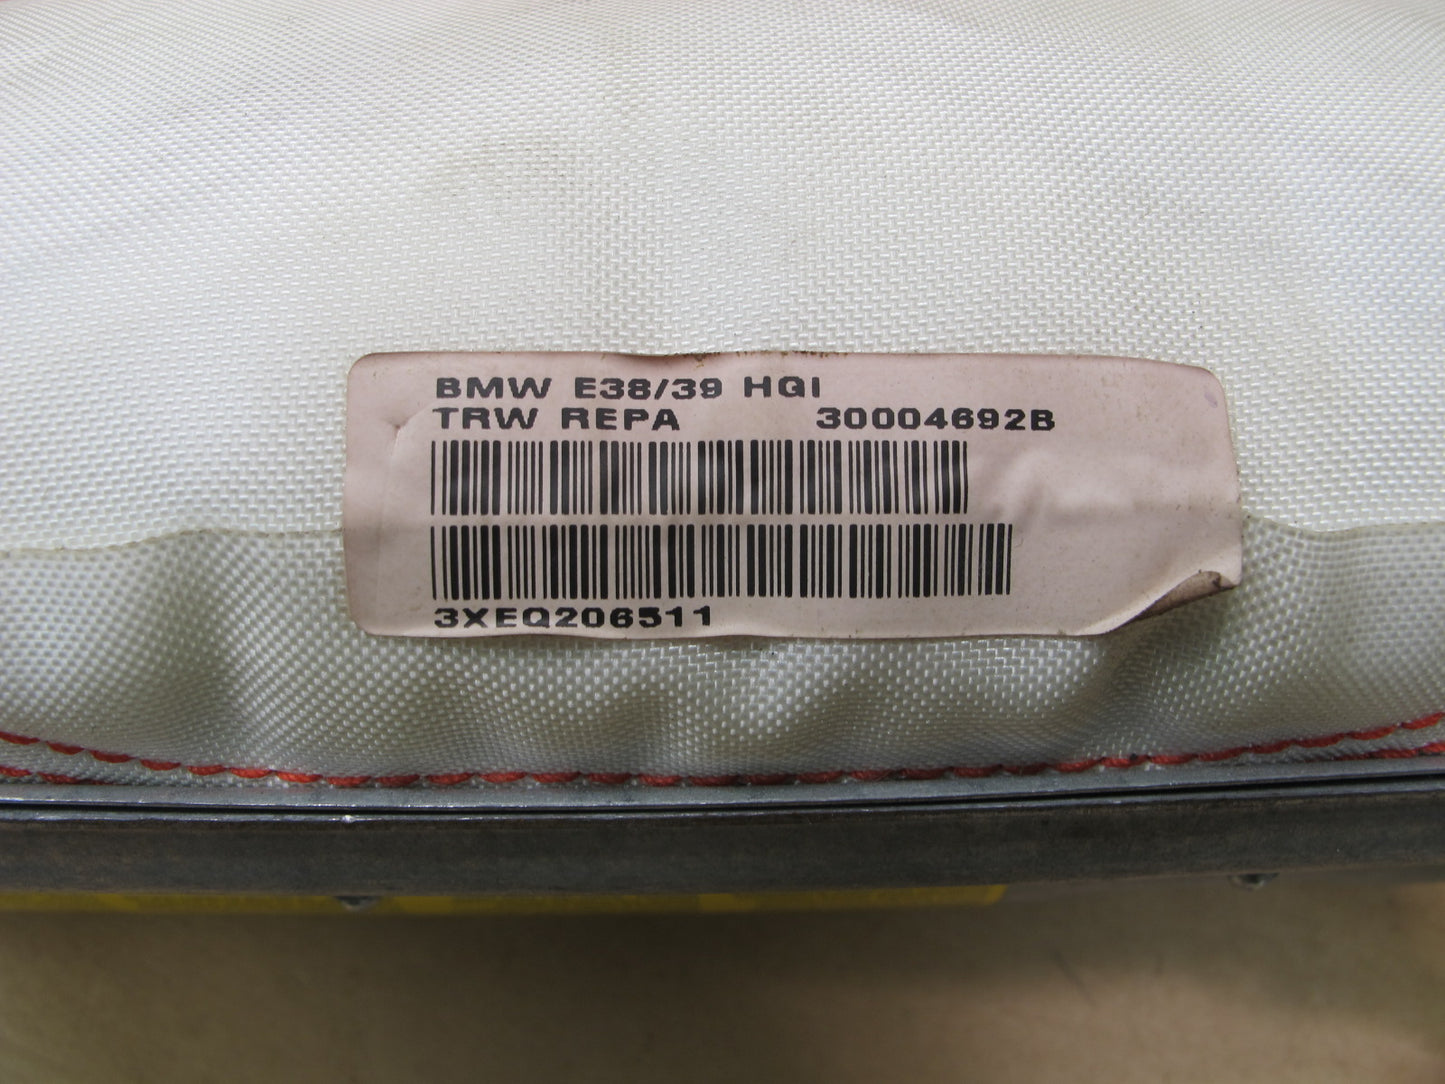 BMW E38/39 HGI
TRW REPA 30004692B
3XEQ206511